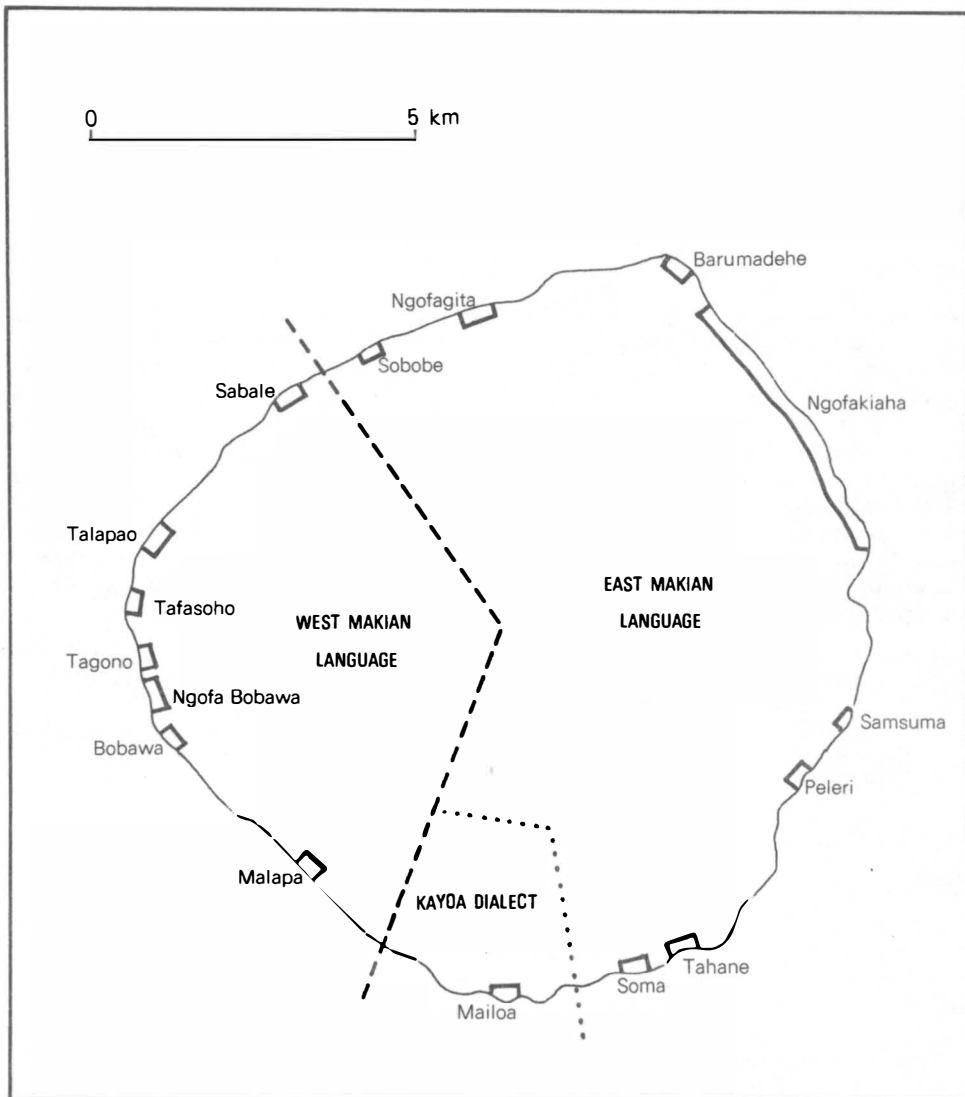 0 5 km
Barumadehe
Ngofagita
Sobobe
Sabale
Ngofakiaha
Talapao
EAST MAKIAN
LANGUAGE
Tafasoho
WEST MAKIAN
LANGUAGE
Tagono
Ngofa Bobawa
Bobawa
Samsuma
Peleri
Malapa
KAYOA DIALECT
Tahane
Soma
Mailoa